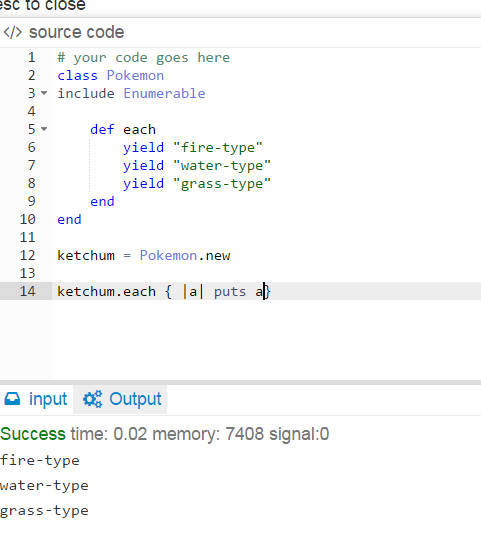 esc to close
</> source code
1 # your code goes here
2 class Pokemon
3 include Enumerable
4
5 def each
6 yield "fire-type"
7 yield "water-type"
8 yield "grass-type"
9 end
10 end
11
12 ketchum = Pokemon.new
13
14 ketchum.each { |a| puts a}
input Output
Success time: 0.02 memory: 7408 signal:0
fire-type
water-type
grass-type